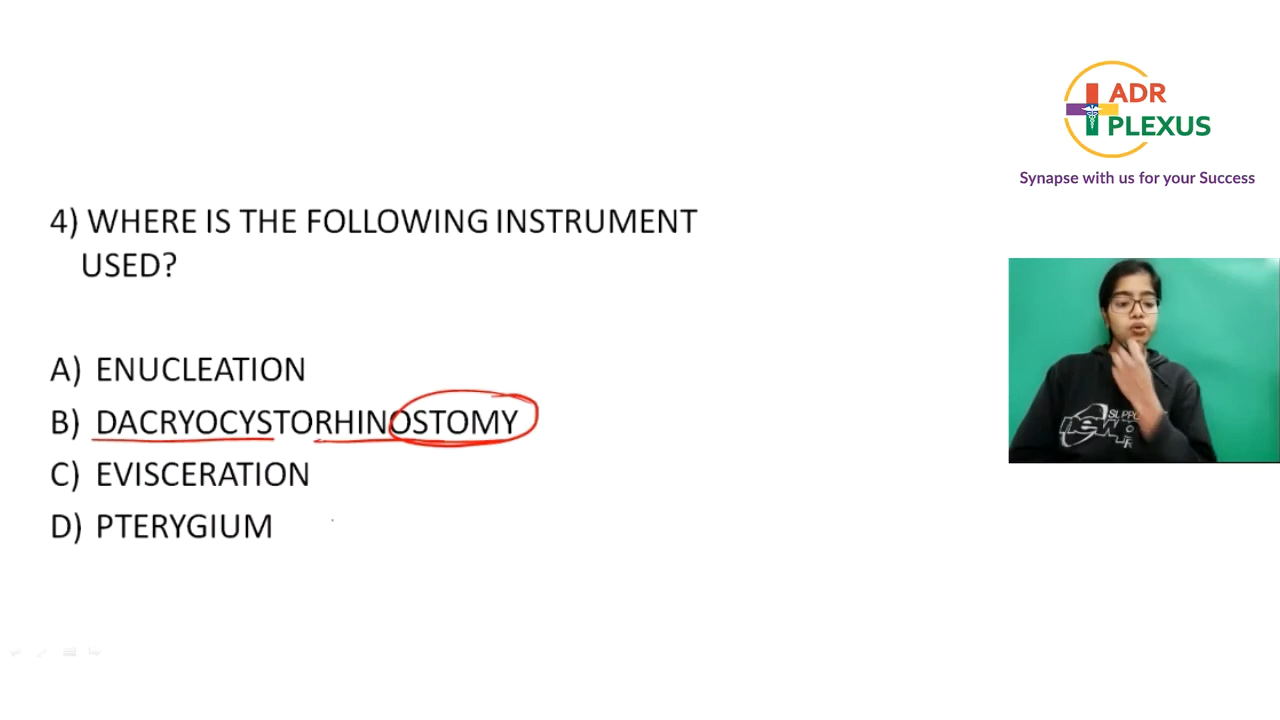 ADR
PLEXUS
Synapse with us for your Success
4) WHERE IS THE FOLLOWING INSTRUMENT
USED?
A) ENUCLEATION
B) DACRYOCYSTORHINOSTOMY
C) EVISCERATION
D) PTERYGIUM
new